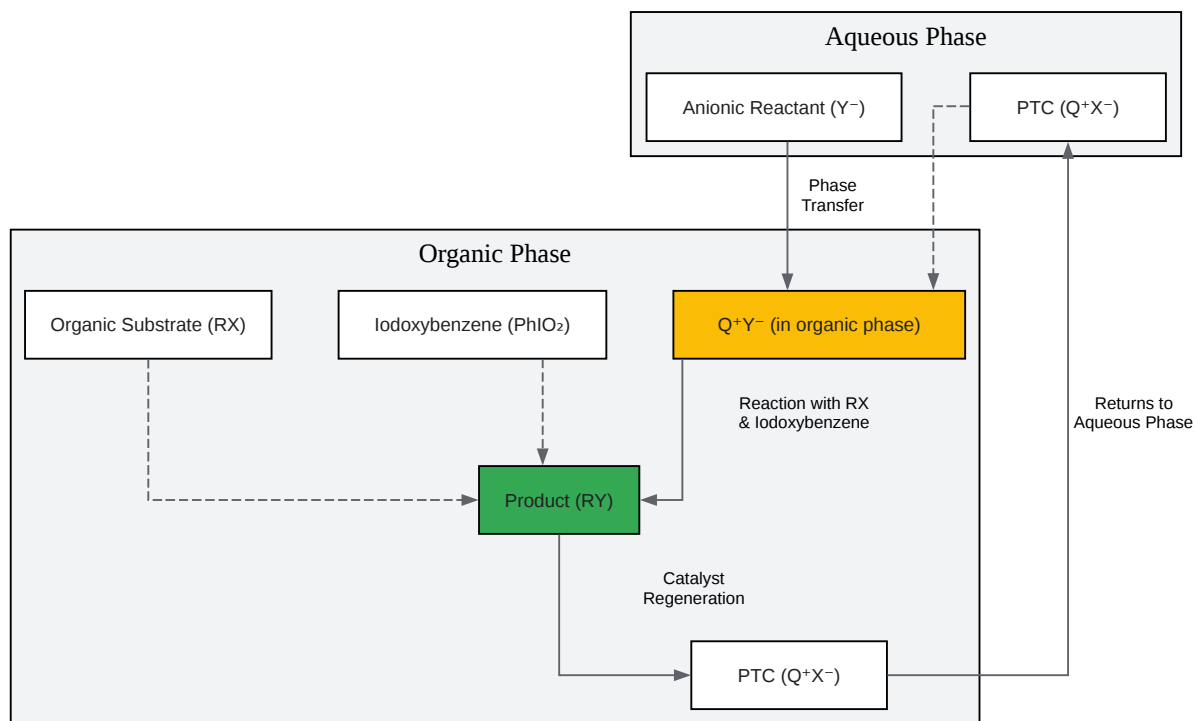 Aqueous Phase
Anionic Reactant (Y⁻)
PTC (Q⁺X⁻)
Phase
Transfer
Organic Phase
Organic Substrate (RX)
Iodoxybenzene (PhIO₂)
Q⁺Y⁻ (in organic phase)
Reaction with RX
& Iodoxybenzene
Returns to
Aqueous Phase
Product (RY)
Catalyst
Regeneration
PTC (Q⁺X⁻)